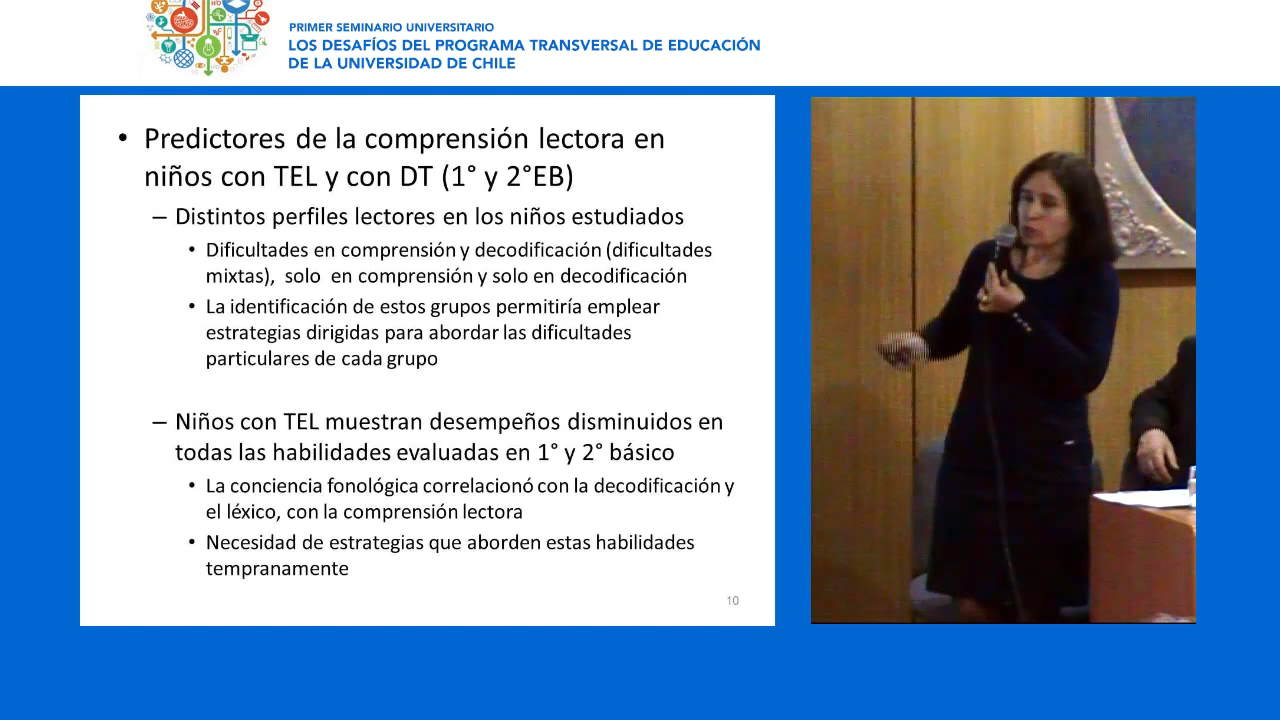 PRIMER SEMINARIO UNIVERSITARIO
LOS DESAFÍOS DEL PROGRAMA TRANSVERSAL DE EDUCACIÓN
DE LA UNIVERSIDAD DE CHILE
• Predictores de la comprensión lectora en
niños con TEL y con DT (1° y 2°EB)
– Distintos perfiles lectores en los niños estudiados
• Dificultades en comprensión y decodificación (dificultades
mixtas), solo en comprensión y solo en decodificación
• La identificación de estos grupos permitiría emplear
estrategias dirigidas para abordar las dificultades
particulares de cada grupo
– Niños con TEL muestran desempeños disminuidos en
todas las habilidades evaluadas en 1° y 2° básico
• La conciencia fonológica correlacionó con la decodificación y
el léxico, con la comprensión lectora
• Necesidad de estrategias que aborden estas habilidades
tempranamente
10